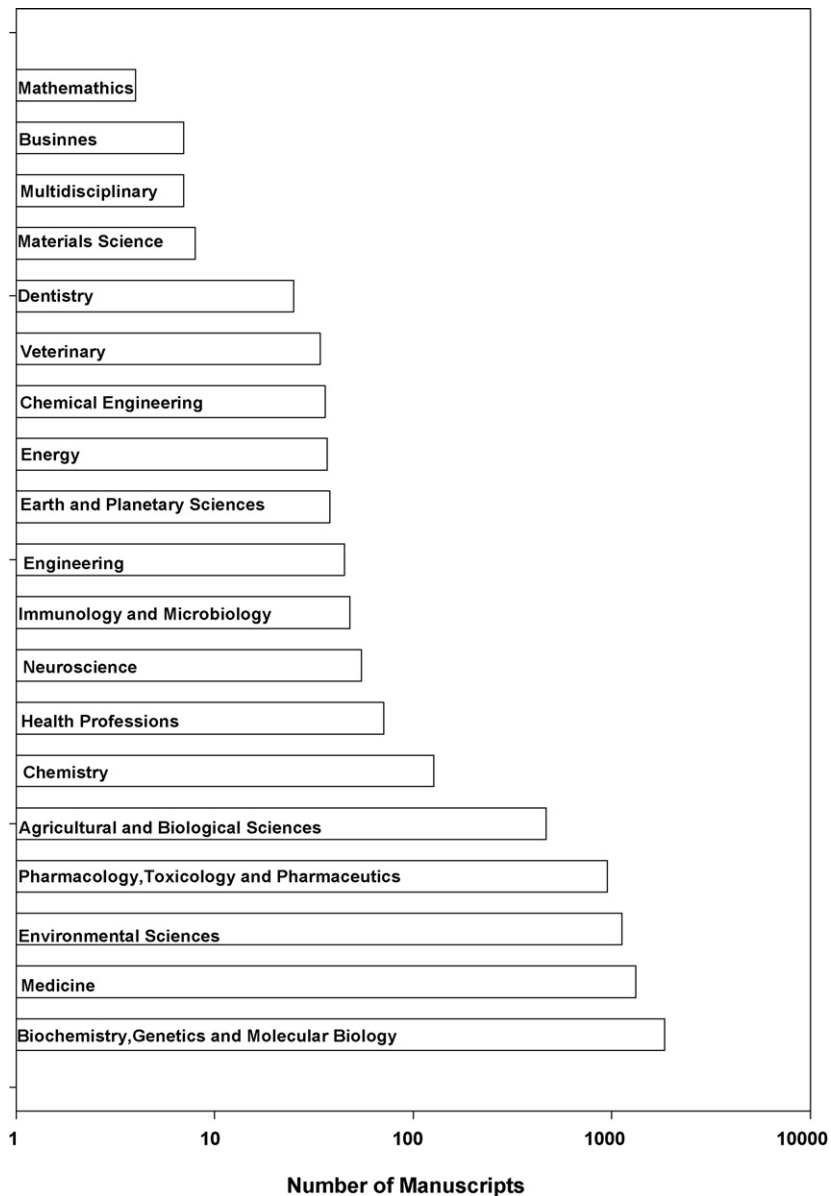 Mathemathics
Businnes
Multidisciplinary
Materials Science
Dentistry
Veterinary
Chemical Engineering
Energy
Earth and Planetary Sciences
Engineering
Immunology and Microbiology
Neuroscience
Health Professions
Chemistry
Agricultural and Biological Sciences
Pharmacology,Toxicology and Pharmaceutics
Environmental Sciences
Medicine
Biochemistry,Genetics and Molecular Biology
1 10 100 1000 10000
Number of Manuscripts